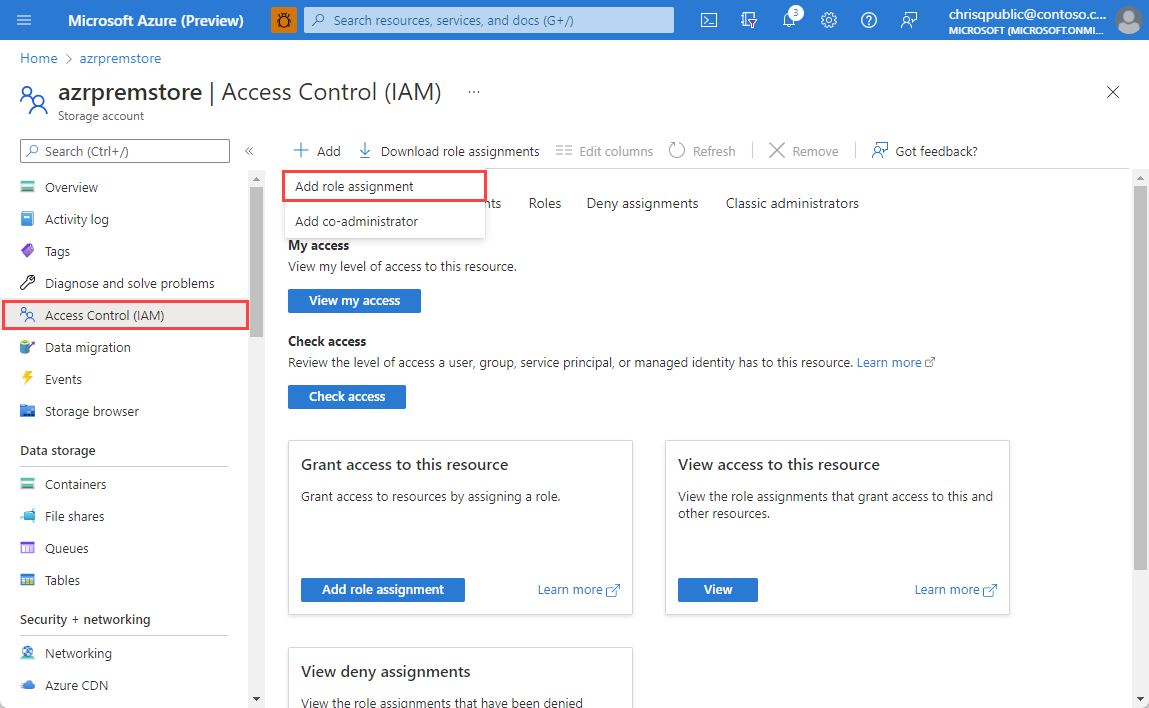 Microsoft Azure (Preview)
Search resources, services, and docs (G+/)
3
chrisqpublic@contoso.c...
MICROSOFT (MICROSOFT.ONMI...
Home > azrpremstore
azrpremstore | Access Control (IAM) ...
Storage account
Search (Ctrl+/)
«
Overview
Activity log
Tags
Diagnose and solve problems
Access Control (IAM)
Data migration
Events
Storage browser
Data storage
Containers
File shares
Queues
Tables
Security + networking
Networking
Azure CDN
Add
Download role assignments
Edit columns
Refresh
Remove
Got feedback?
Add role assignment
Add co-administrator
nts
Roles
Deny assignments
Classic administrators
My access
View my level of access to this resource.
View my access
Check access
Review the level of access a user, group, service principal, or managed identity has to this resource. Learn more
Check access
Grant access to this resource
Grant access to resources by assigning a role.
Add role assignment
Learn more
View access to this resource
View the role assignments that grant access to this and
other resources.
View
Learn more
View deny assignments
View the role assignments that have been denied